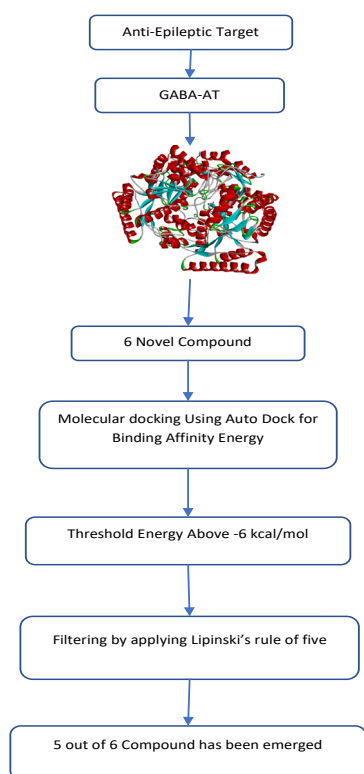 Anti-Epileptic Target
GABA-AT
6 Novel Compound
Molecular docking Using Auto Dock for
Binding Affinity Energy
Threshold Energy Above -6 kcal/mol
Filtering by applying Lipinski's rule of five
5 out of 6 Compound has been emerged